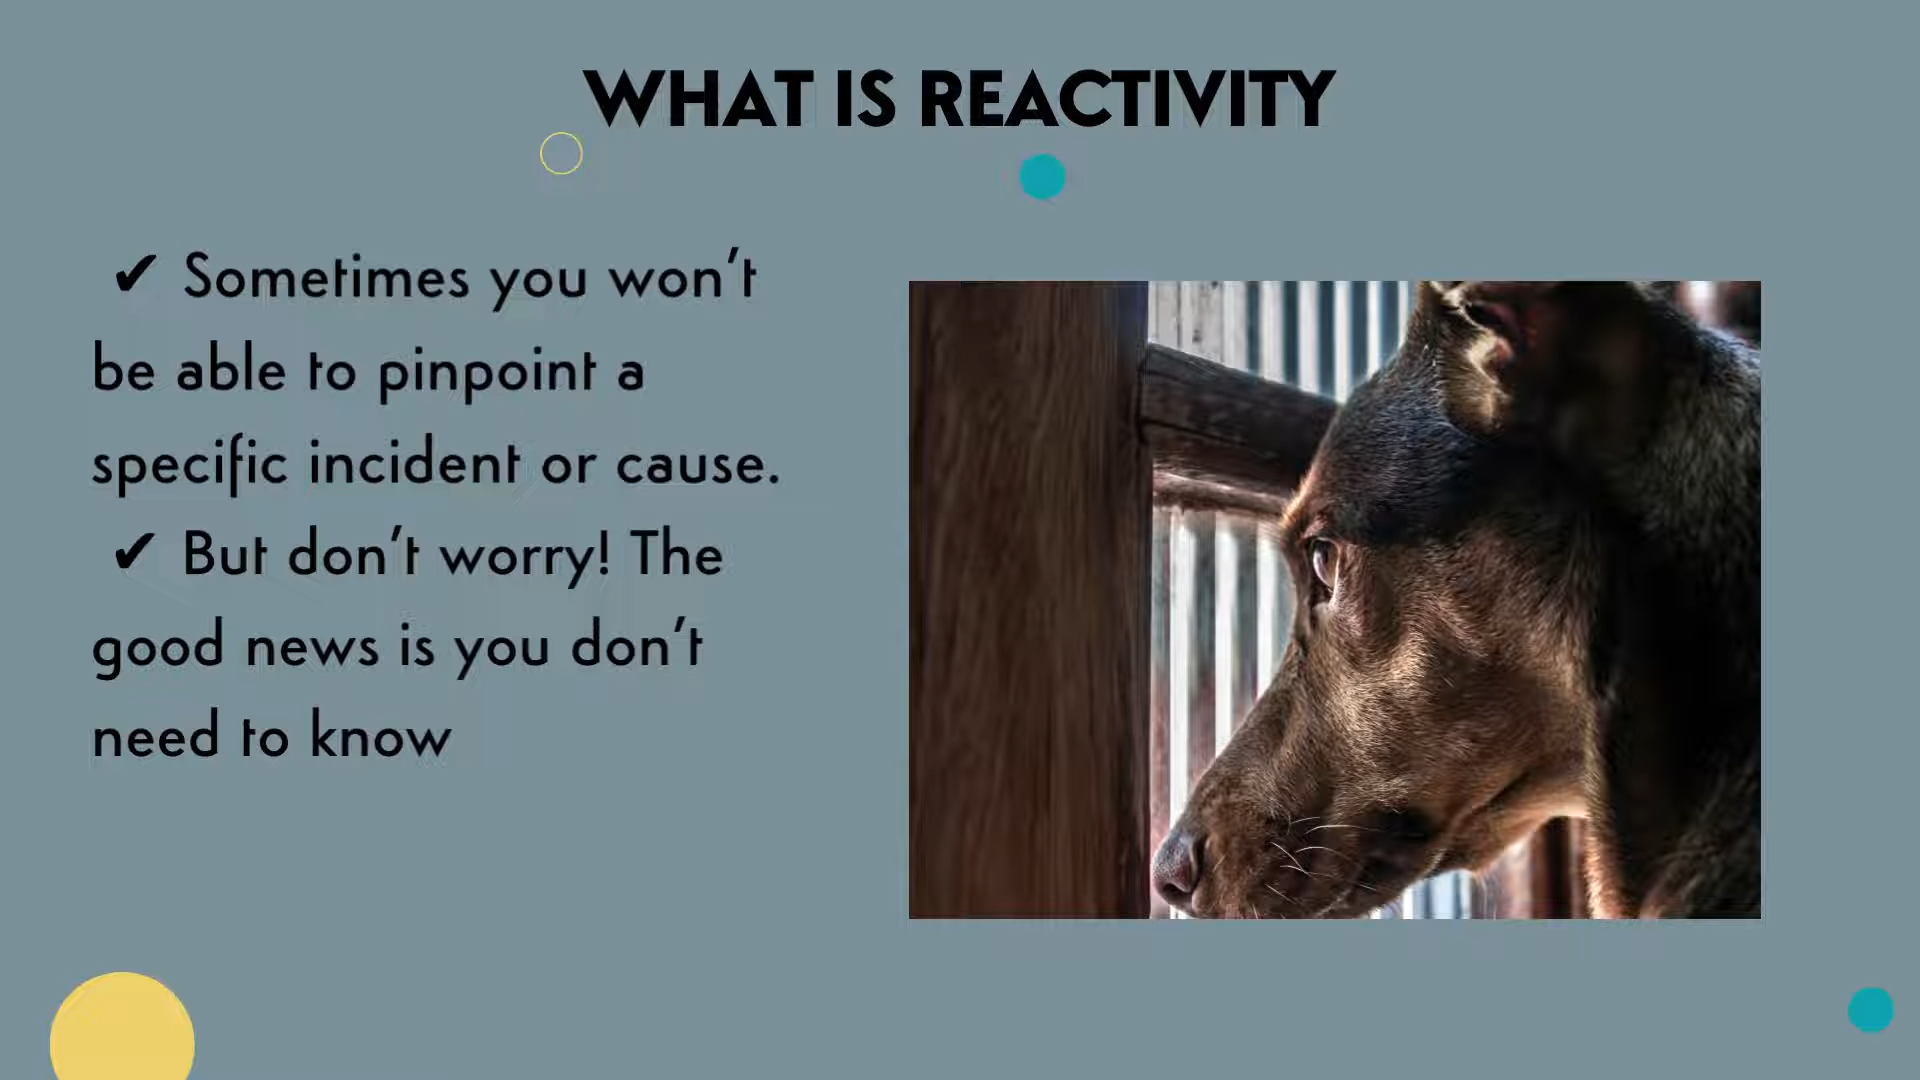 WHAT IS REACTIVITY
✔ Sometimes you won't
be able to pinpoint a
specific incident or cause.
✔ But don't worry! The
good news is you don't
need to know